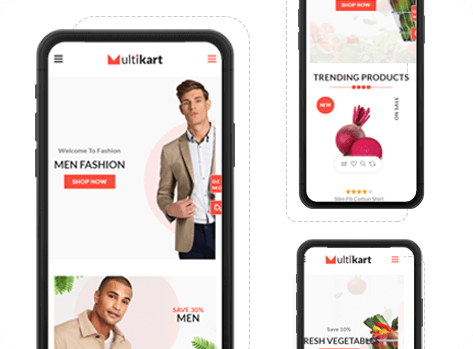 Multikart
Welcome To Fashion
MEN FASHION
SHOP NOW
SAVE 30%
MEN
SHOP NOW
TRENDING PRODUCTS
NEW
ON SALE
Slim Fit Cotton Shirt
Multikart
Save 10%
FRESH VEGETABLES